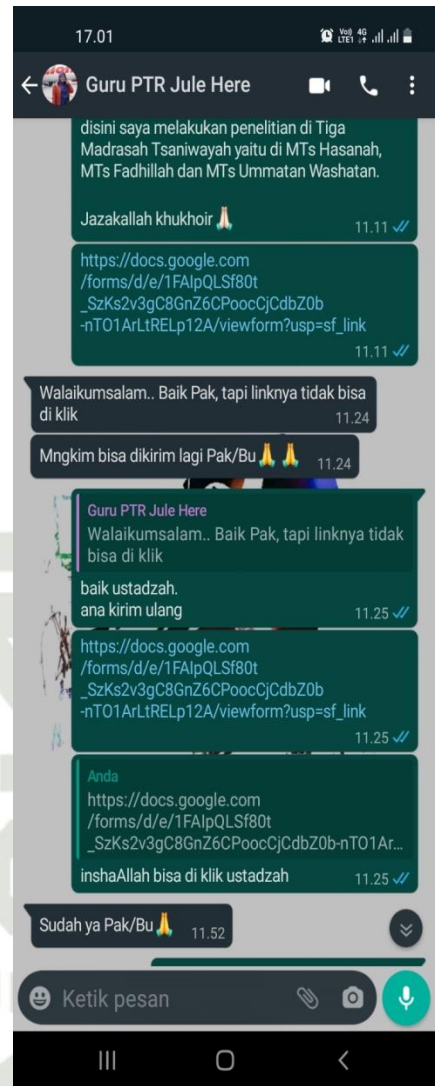 17.01
Vo)) 4G
LTE1
Guru PTR Jule Here
disini saya melakukan penelitian di Tiga
Madrasah Tsaniwayah yaitu di MTs Hasanah,
MTs Fadhillah dan MTs Ummatan Washatan.
Jazakallah khukhoir 🙏🏻
11.11
https://docs.google.com
/forms/d/e/1FAIpQLSf80t
_SzKs2v3gC8GnZ6CPoocCjCdbZ0b
-nTO1ArLtRELp12A/viewform?usp=sf_link
11.11
Walaikumsalam.. Baik Pak, tapi linknya tidak bisa
di klik
11.24
Mngkim bisa dikirim lagi Pak/Bu🙏 🙏
11.24
Guru PTR Jule Here
Walaikumsalam.. Baik Pak, tapi linknya tidak
bisa di klik
baik ustadzah.
ana kirim ulang
11.25
https://docs.google.com
/forms/d/e/1FAIpQLSf80t
_SzKs2v3gC8GnZ6CPoocCjCdbZ0b
-nTO1ArLtRELp12A/viewform?usp=sf_link
11.25
Anda
https://docs.google.com
/forms/d/e/1FAIpQLSf80t
_SzKs2v3gC8GnZ6CPoocCjCdbZ0b-nTO1Ar...
inshaAllah bisa di klik ustadzah
11.25
Sudah ya Pak/Bu🙏
11.52
Ketik pesan